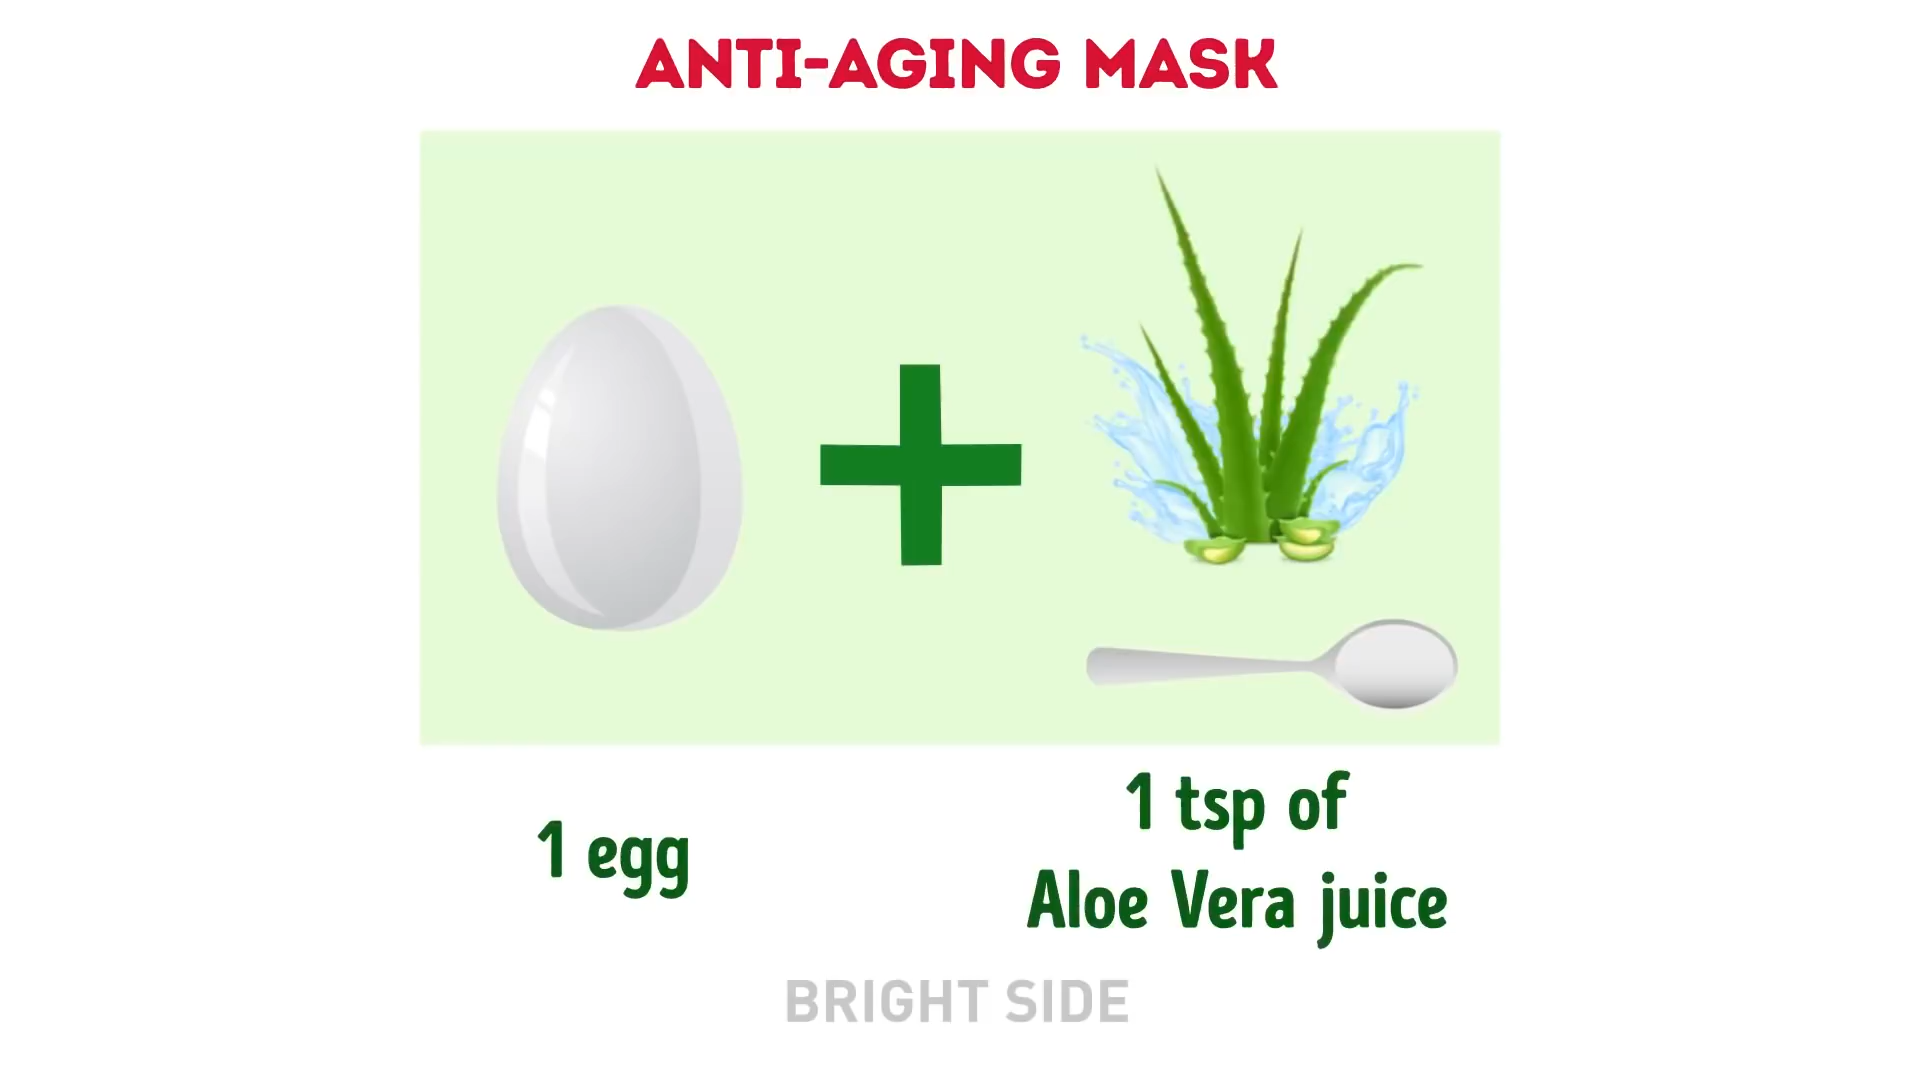 ANTI-AGING MASK
1 egg
1 tsp of
Aloe Vera juice
BRIGHT SIDE